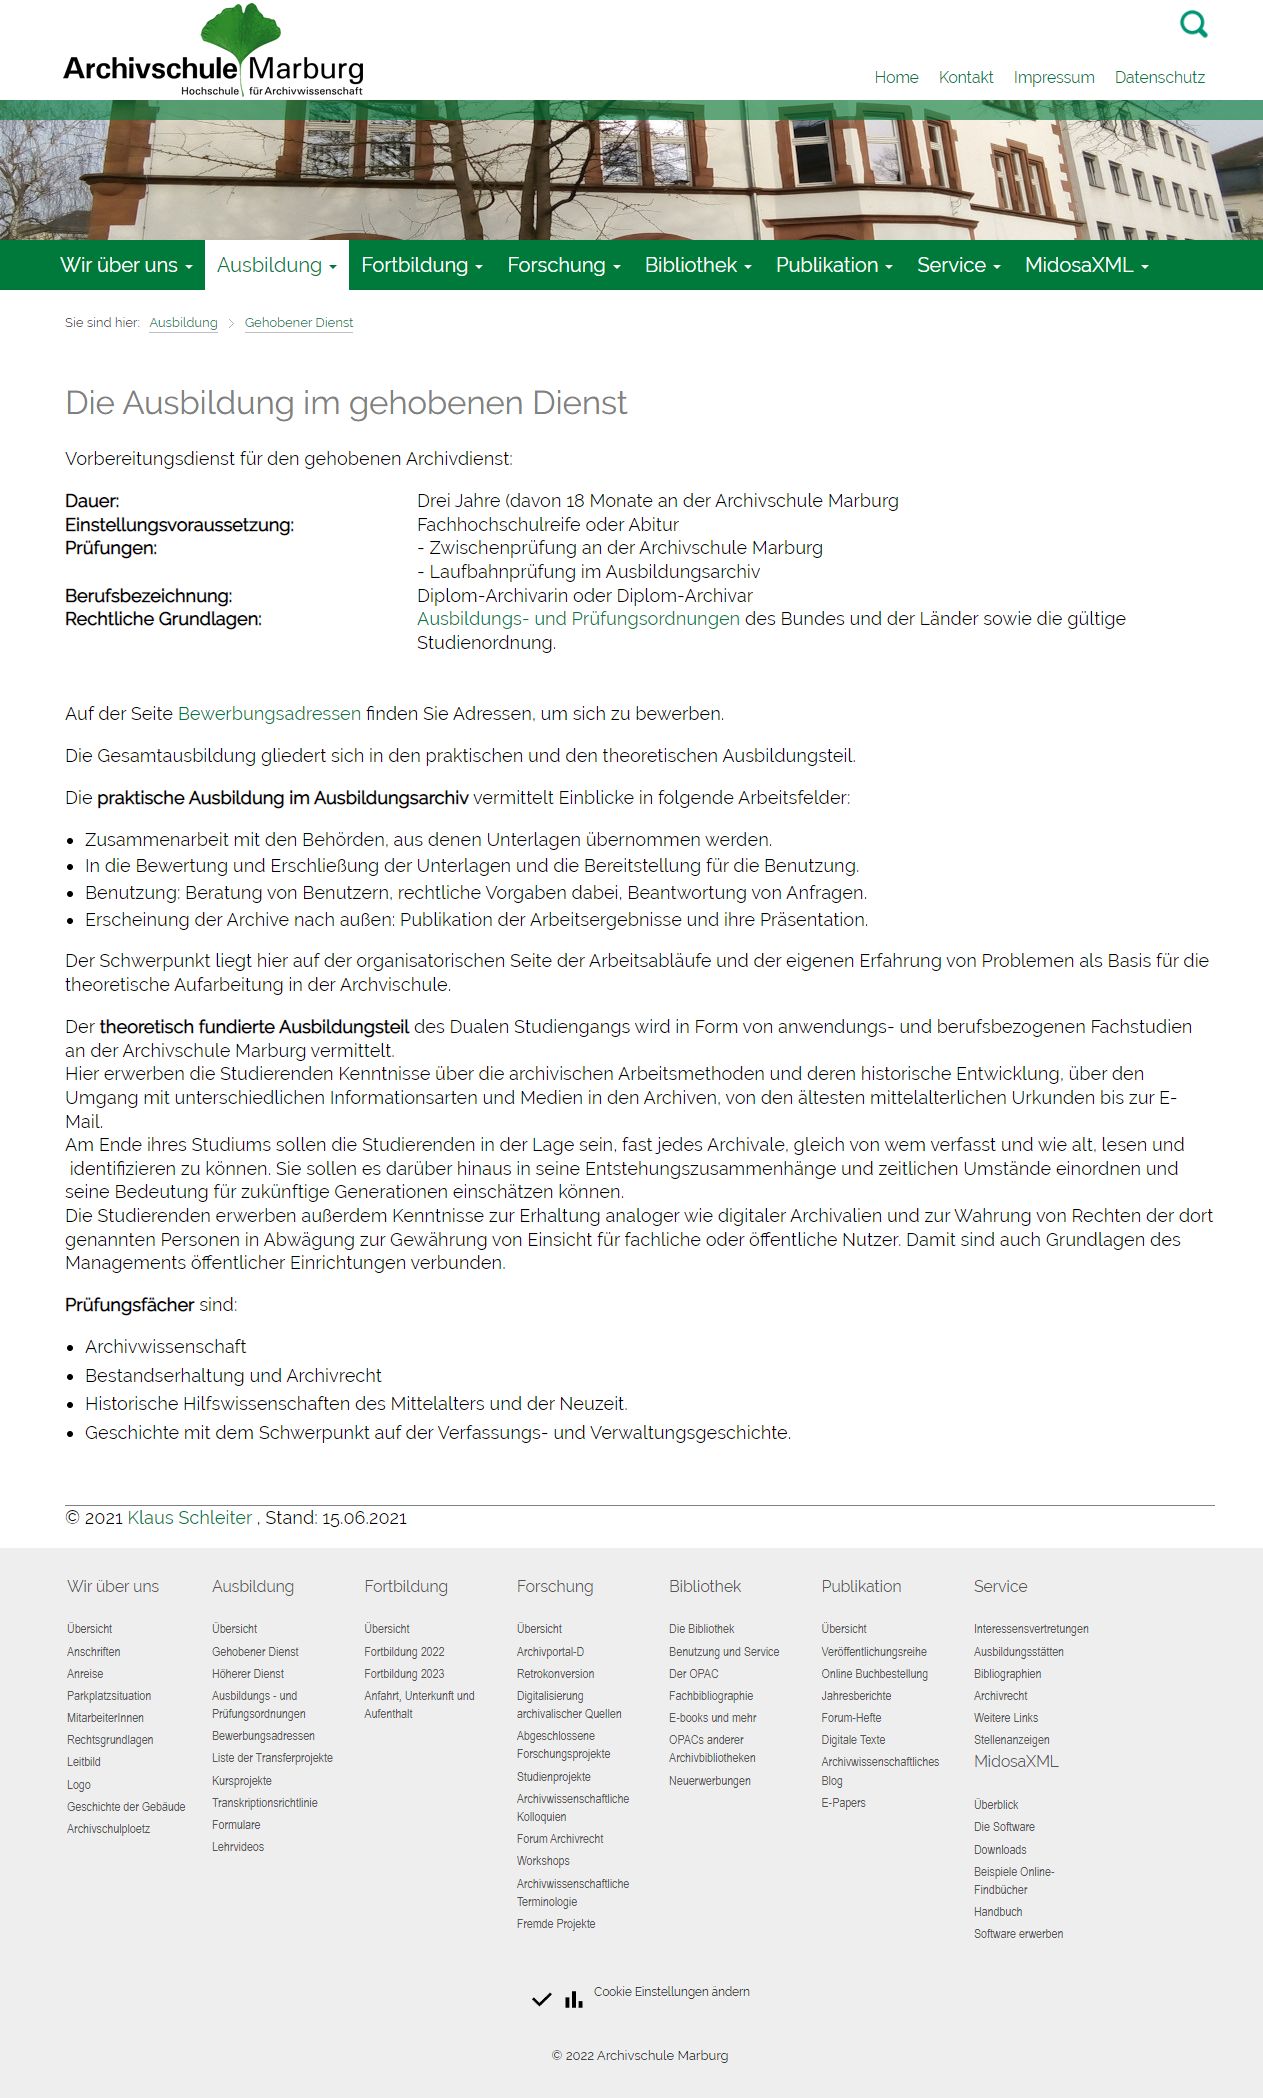 Archivschule Marburg
Hochschule für Archivwissenschaft
Home Kontakt Impressum Datenschutz
Wir über uns Ausbildung Fortbildung Forschung Bibliothek Publikation Service MidosaXML
Sie sind hier: Ausbildung Gehobener Dienst
Die Ausbildung im gehobenen Dienst
Vorbereitungsdienst für den gehobenen Archivdienst:
Dauer: Drei Jahre (davon 18 Monate an der Archivschule Marburg
Einstellungsvoraussetzung: Fachhochschulreife oder Abitur
Prüfungen: - Zwischenprüfung an der Archivschule Marburg
- Laufbahnprüfung im Ausbildungsarchiv
Berufsbezeichnung: Diplom-Archivarin oder Diplom-Archivar
Rechtliche Grundlagen: Ausbildungs- und Prüfungsordnungen des Bundes und der Länder sowie die gültige
Studienordnung.
Auf der Seite Bewerbungsadressen finden Sie Adressen, um sich zu bewerben.
Die Gesamtausbildung gliedert sich in den praktischen und den theoretischen Ausbildungsteil.
Die praktische Ausbildung im Ausbildungsarchiv vermittelt Einblicke in folgende Arbeitsfelder:
• Zusammenarbeit mit den Behörden, aus denen Unterlagen übernommen werden.
• In die Bewertung und Erschließung der Unterlagen und die Bereitstellung für die Benutzung.
• Benutzung: Beratung von Benutzern, rechtliche Vorgaben dabei, Beantwortung von Anfragen.
• Erscheinung der Archive nach außen: Publikation der Arbeitsergebnisse und ihre Präsentation.
Der Schwerpunkt liegt hier auf der organisatorischen Seite der Arbeitsabläufe und der eigenen Erfahrung von Problemen als Basis für die
theoretische Aufarbeitung in der Archvischule.
Der theoretisch fundierte Ausbildungsteil des Dualen Studiengangs wird in Form von anwendungs- und berufsbezogenen Fachstudien
an der Archivschule Marburg vermittelt.
Hier erwerben die Studierenden Kenntnisse über die archivischen Arbeitsmethoden und deren historische Entwicklung, über den
Umgang mit unterschiedlichen Informationsarten und Medien in den Archiven, von den ältesten mittelalterlichen Urkunden bis zur E-
Mail.
Am Ende ihres Studiums sollen die Studierenden in der Lage sein, fast jedes Archivale, gleich von wem verfasst und wie alt, lesen und
identifizieren zu können. Sie sollen es darüber hinaus in seine Entstehungszusammenhänge und zeitlichen Umstände einordnen und
seine Bedeutung für zukünftige Generationen einschätzen können.
Die Studierenden erwerben außerdem Kenntnisse zur Erhaltung analoger wie digitaler Archivalien und zur Wahrung von Rechten der dort
genannten Personen in Abwägung zur Gewährung von Einsicht für fachliche oder öffentliche Nutzer. Damit sind auch Grundlagen des
Managements öffentlicher Einrichtungen verbunden.
Prüfungsfächer sind:
• Archivwissenschaft
• Bestandserhaltung und Archivrecht
• Historische Hilfswissenschaften des Mittelalters und der Neuzeit.
• Geschichte mit dem Schwerpunkt auf der Verfassungs- und Verwaltungsgeschichte.
© 2021 Klaus Schleiter , Stand: 15.06.2021
Wir über uns
Übersicht
Anschriften
Anreise
Parkplatzsituation
MitarbeiterInnen
Rechtsgrundlagen
Leitbild
Logo
Geschichte der Gebäude
Archivschulploetz
Ausbildung
Übersicht
Gehobener Dienst
Höherer Dienst
Ausbildungs - und
Prüfungsordnungen
Bewerbungsadressen
Liste der Transferprojekte
Kursprojekte
Transkriptionsrichtlinie
Formulare
Lehrvideos
Fortbildung
Übersicht
Fortbildung 2022
Fortbildung 2023
Anfahrt, Unterkunft und
Aufenthalt
Forschung
Übersicht
Archivportal-D
Retrokonversion
Digitalisierung
archivalischer Quellen
Abgeschlossene
Forschungsprojekte
Studienprojekte
Archivwissenschaftliche
Kolloquien
Forum Archivrecht
Workshops
Archivwissenschaftliche
Terminologie
Fremde Projekte
Bibliothek
Die Bibliothek
Benutzung und Service
Der OPAC
Fachbibliographie
E-books und mehr
OPACs anderer
Archivbibliotheken
Neuerwerbungen
Publikation
Übersicht
Veröffentlichungsreihe
Online Buchbestellung
Jahresberichte
Forum-Hefte
Digitale Texte
Archivwissenschaftliches
Blog
E-Papers
Service
Interessensvertretungen
Ausbildungsstätten
Bibliographien
Archivrecht
Weitere Links
Stellenanzeigen
MidosaXML
Überblick
Die Software
Downloads
Beispiele Online-
Findbücher
Handbuch
Software erwerben
Cookie Einstellungen ändern
© 2022 Archivschule Marburg